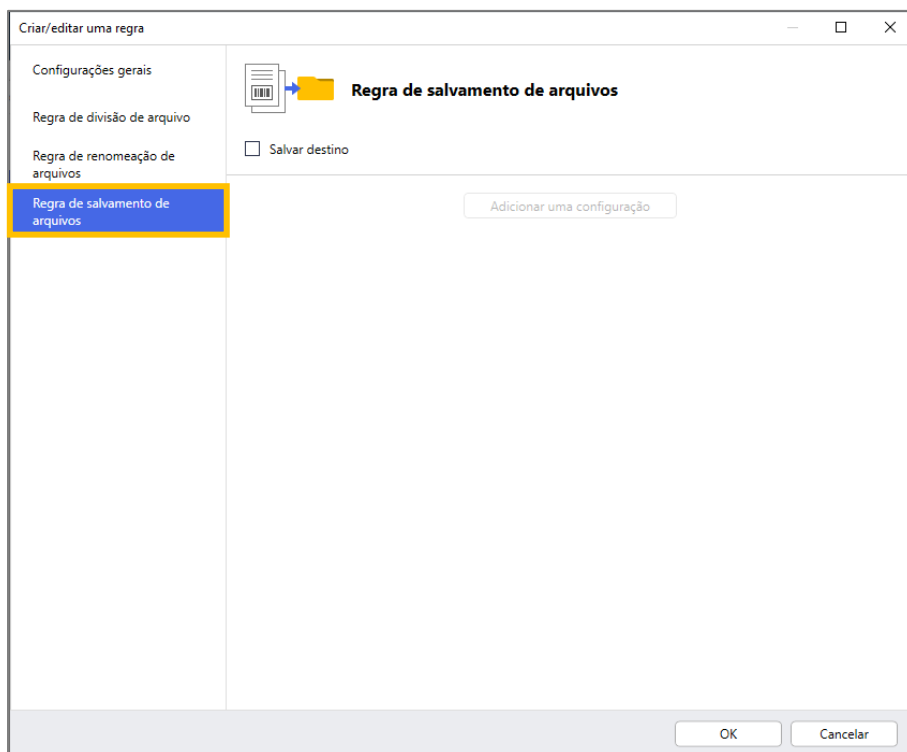 Criar/editar uma regra
Configurações gerais
Regra de divisão de arquivo
Regra de renomeação de
arquivos
Regra de salvamento de
arquivos
Regra de salvamento de arquivos
Salvar destino
Adicionar uma configuração
OK
Cancelar